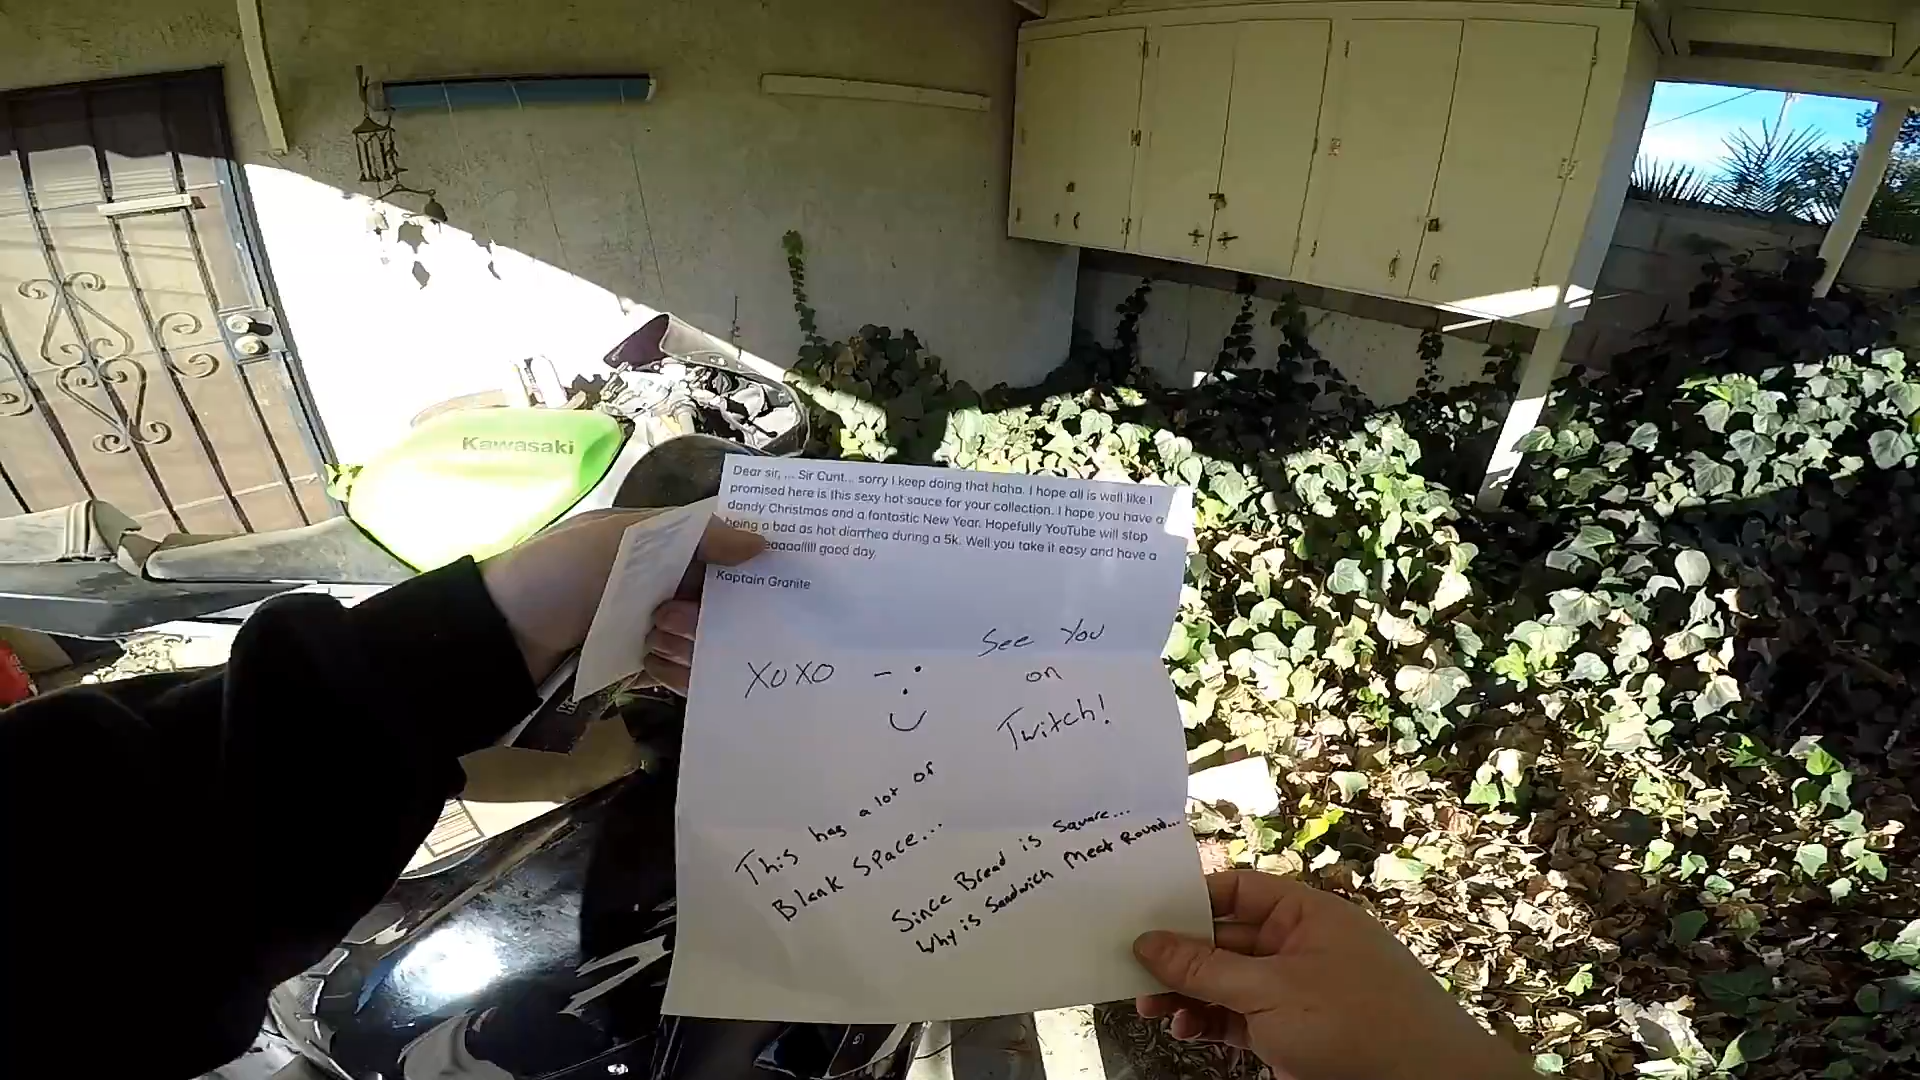 Kawasaki
Dear sir, ... Sir Cunt... sorry I keep doing that haha. I hope all is well like I
promised here is this sexy hot sauce for your collection. I hope you have a
dandy Christmas and a fantastic New Year. Hopefully YouTube will stop
being a bad as hot diarrhea during a 5k. Well you take it easy and have a
good day.
Kaptain Granite
XOXO
See You
on
Twitch!
This has a lot of
Blank Space...
Since Bread is Square...
Why is Sandwich Meat Round...